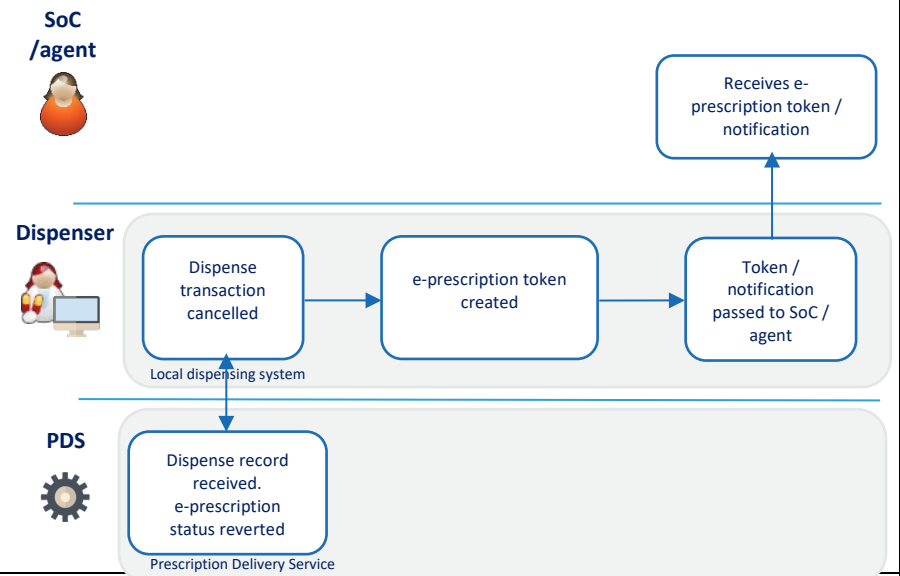 SoC
/agent
Receives e-
prescription token /
notification
Dispenser
Dispense
transaction
cancelled
e-prescription token
created
Token /
notification
passed to SoC /
agent
Local dispensing system
PDS
Dispense record
received.
e-prescription
status reverted
Prescription Delivery Service